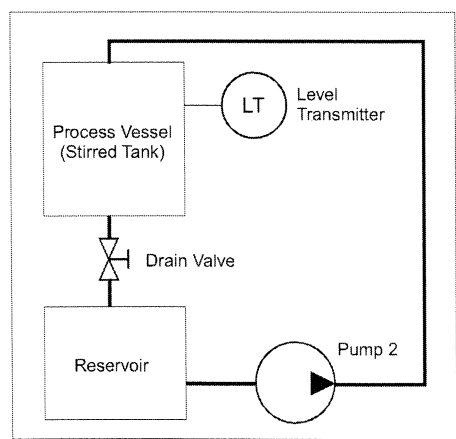 Process Vessel
(Stirred Tank)
LT
Level
Transmitter
Drain Valve
Reservoir
Pump 2